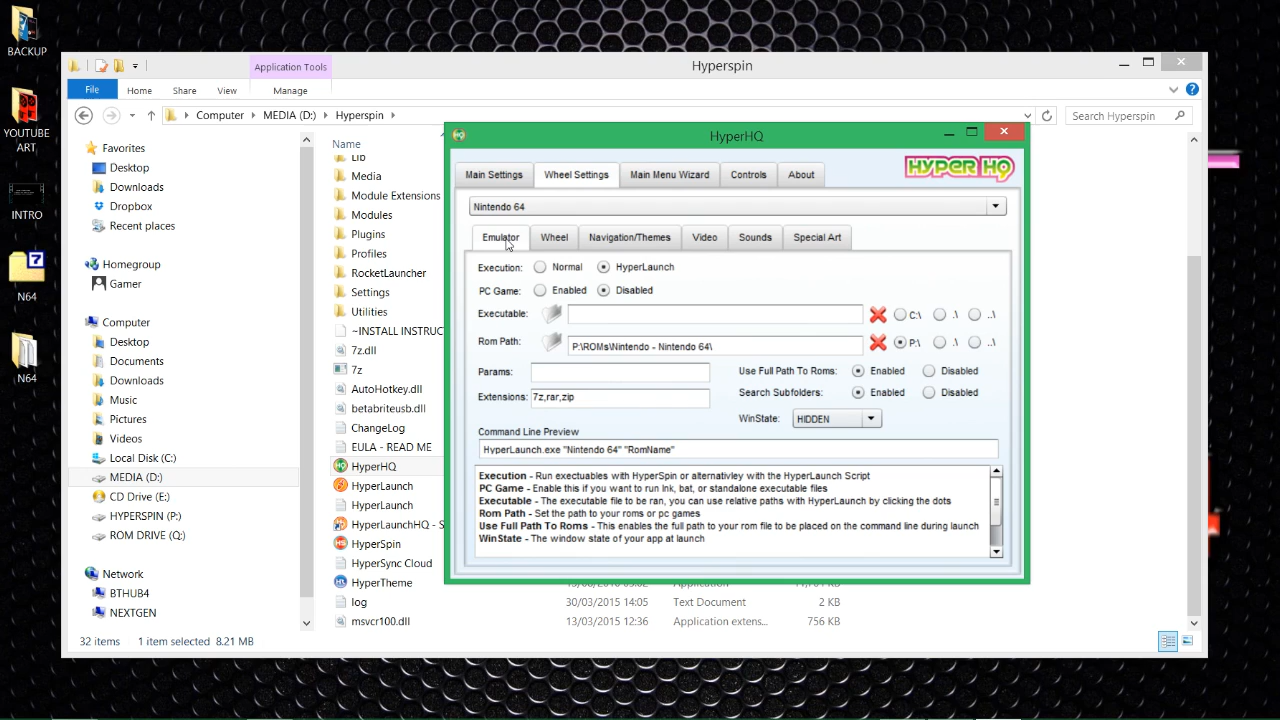 BACKUP
YOUTUBE
ART
INTRO
7
N64
N64
Application Tools
Hyperspin
File
Home
Share
View
Manage
Computer
MEDIA (D:)
Hyperspin
Search Hyperspin
Favorites
Desktop
Downloads
Dropbox
Recent places
Homegroup
Gamer
Computer
Desktop
Documents
Downloads
Music
Pictures
Videos
Local Disk (C:)
MEDIA (D:)
CD Drive (E:)
HYPERSPIN (P:)
ROM DRIVE (Q:)
Network
BTHUB4
NEXTGEN
Name
Lib
Media
Module Extensions
Modules
Plugins
Profiles
RocketLauncher
Settings
Utilities
~INSTALL INSTRUC
7z.dll
7z
AutoHotkey.dll
betabriteusb.dll
ChangeLog
EULA - READ ME
HyperHQ
HyperLaunch
HyperLaunch
HyperLaunchHQ - S
HyperSpin
HyperSync Cloud
HyperTheme
log 30/03/2015 14:05 Text Document 2 KB
msvcr100.dll 13/03/2015 12:36 Application extens... 756 KB
32 items 1 item selected 8.21 MB
HyperHQ
Main Settings
Wheel Settings
Main Menu Wizard
Controls
About
HYPER HQ
Nintendo 64
Emulator
Wheel
Navigation/Themes
Video
Sounds
Special Art
Execution: Normal HyperLaunch
PC Game: Enabled Disabled
Executable: C:\ .\ ..\
Rom Path: P:\ROMs\Nintendo - Nintendo 64\ P:\ .\ ..\
Params:
Use Full Path To Roms: Enabled Disabled
Extensions: 7z,rar,zip
Search Subfolders: Enabled Disabled
WinState: HIDDEN
Command Line Preview
HyperLaunch.exe "Nintendo 64" "RomName"
Execution - Run exectuables with HyperSpin or alternativley with the HyperLaunch Script
PC Game - Enable this if you want to run lnk, bat, or standalone executable files
Executable - The executable file to be ran, you can use relative paths with HyperLaunch by clicking the dots
Rom Path - Set the path to your roms or pc games
Use Full Path To Roms - This enables the full path to your rom file to be placed on the command line during launch
WinState - The window state of your app at launch